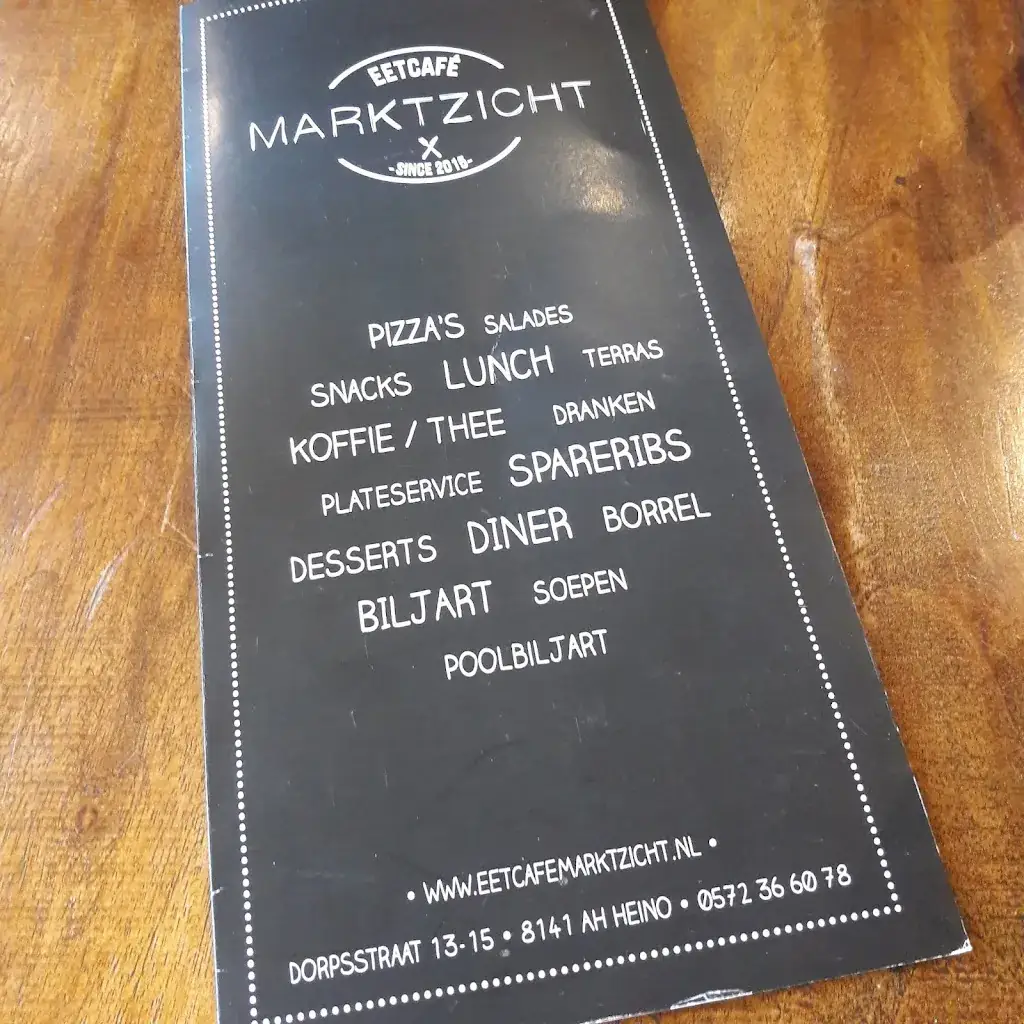 EETCAFÉ
MARKTZICHT
-SINCE 2016-
PIZZA'S SALADES
SNACKS LUNCH TERRAS
KOFFIE / THEE DRANKEN
PLATESERVICE SPARERIBS
DESSERTS DINER BORREL
BILJART SOEPEN
POOLBILJART
• WWW.EETCAFEMARKTZICHT.NL •
DORPSSTRAAT 13-15 • 8141 AH HEINO • 0572 36 60 78